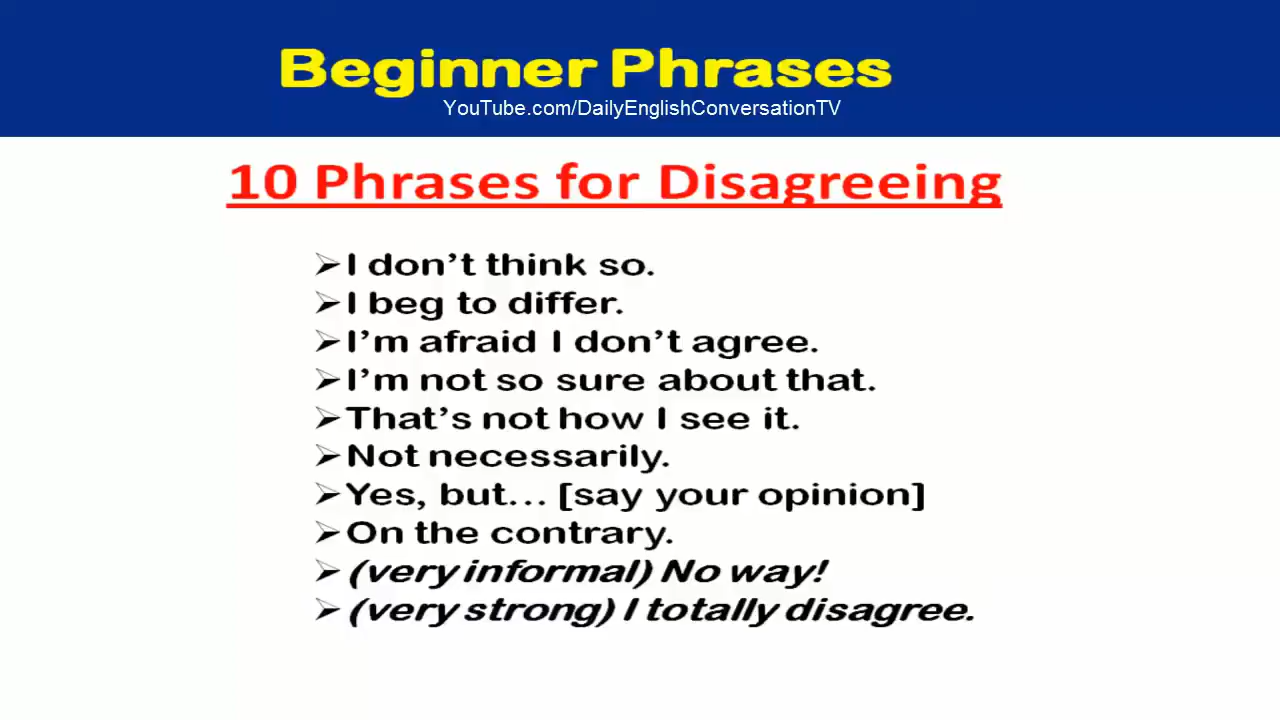 Beginner Phrases
YouTube.com/DailyEnglishConversationTV
10 Phrases for Disagreeing
➢I don’t think so.
➢I beg to differ.
➢I’m afraid I don’t agree.
➢I’m not so sure about that.
➢That’s not how I see it.
➢Not necessarily.
➢Yes, but... [say your opinion]
➢On the contrary.
➢(very informal) No way!
➢(very strong) I totally disagree.